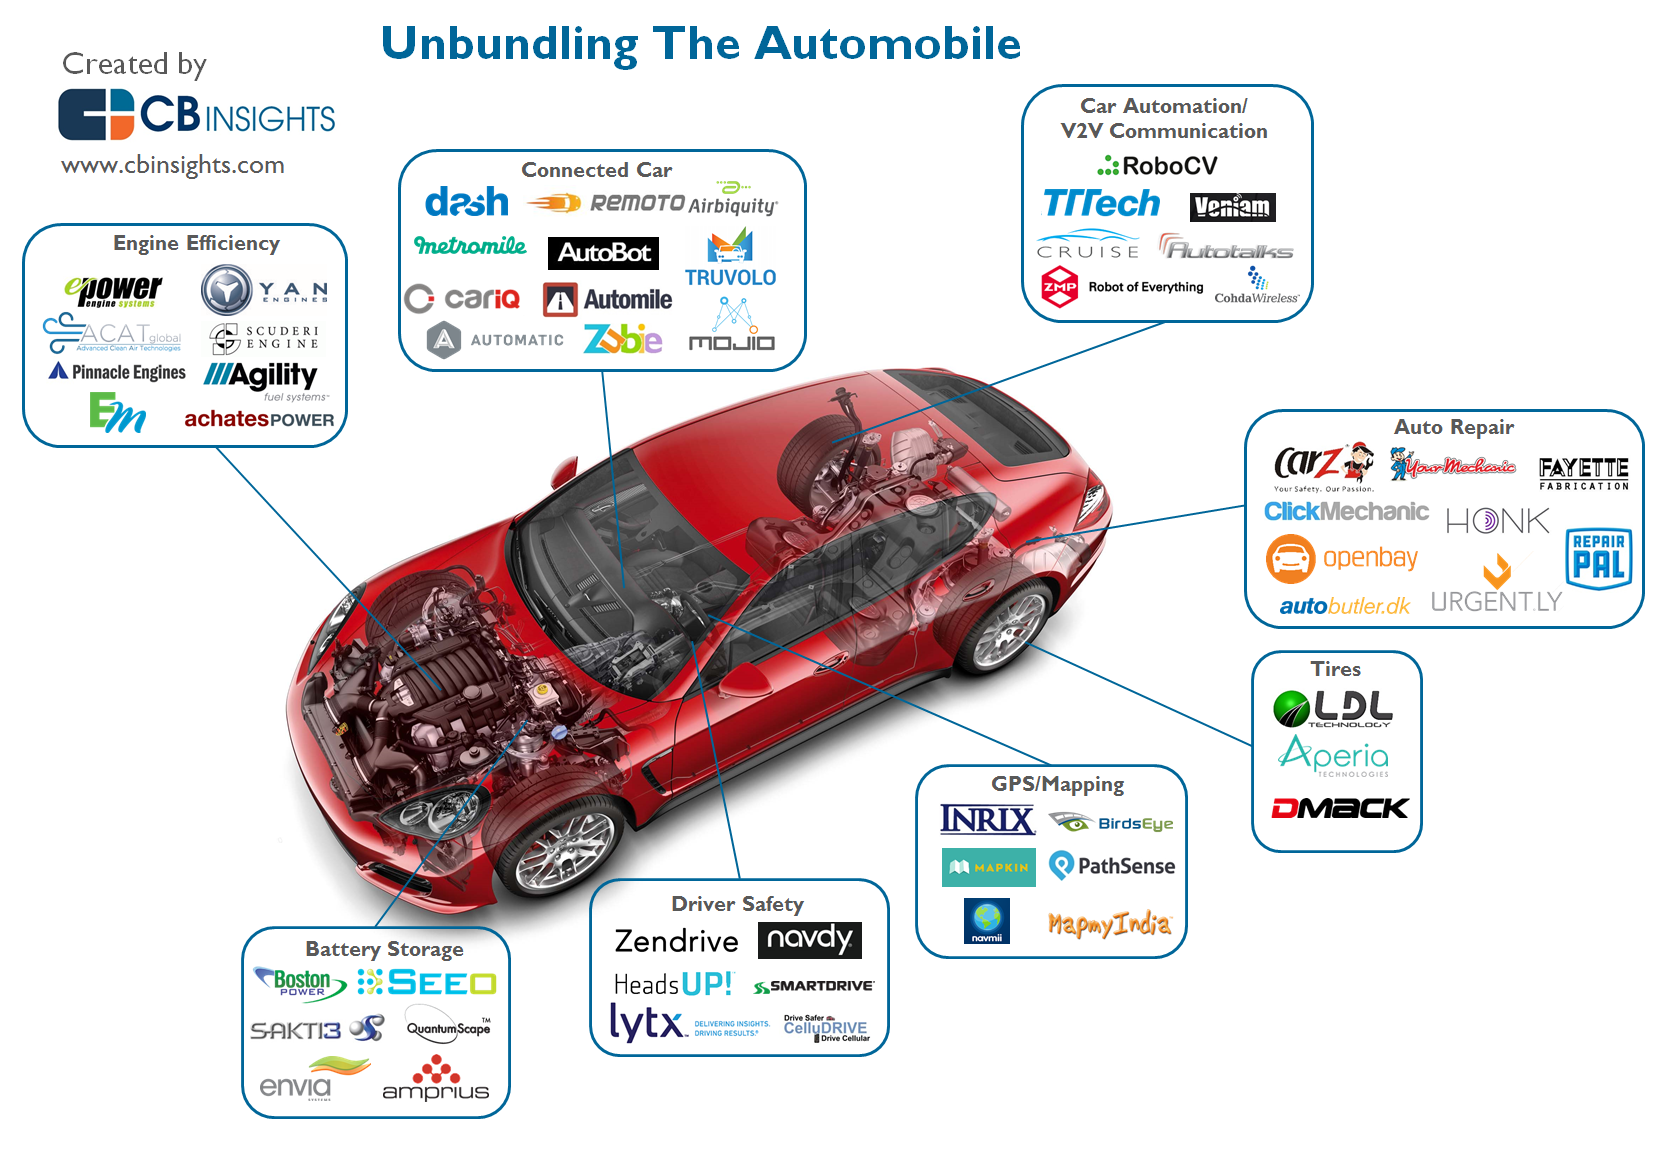 Unbundling The Automobile
Created by
CB INSIGHTS
www.cbinsights.com
Engine Efficiency
epower
engine systems
YAN
ENGINES
ACATglobal
Advanced Clean Air Technologies
SCUDERI
ENGINE
Pinnacle Engines
Agility
fuel systems
Em
achatesPOWER
Connected Car
dash
REMOTO
Airbiquity
metromile
AutoBot
TRUVOLO
cariQ
Automile
AUTOMATIC
Zubie
mojio
Car Automation/
V2V Communication
RoboCV
TTTech
Veniam
CRUISE
Autotalks
ZMP
Robot of Everything
CohdaWireless
Auto Repair
CarZ
Your Safety. Our Passion.
YourMechanic
FAYETTE
FABRICATION
ClickMechanic
HONK
openbay
REPAIR
PAL
autobutler.dk
URGENT.LY
Tires
LDL
TECHNOLOGY
Aperia
TECHNOLOGIES
DMACK
GPS/Mapping
INRIX
BIRDSEYE
MAPKIN
PathSense
navmii
MapmyIndia
Driver Safety
Zendrive
navdy
HeadsUP!
SMARTDRIVE
lytx™
DELIVERING INSIGHTS.
DRIVING RESULTS.®
Drive Safer
CelluDRIVE
Drive Cellular
Battery Storage
Boston
POWER
SEEO
SAKTI3
QuantumScape™
envia
SYSTEMS
amprius